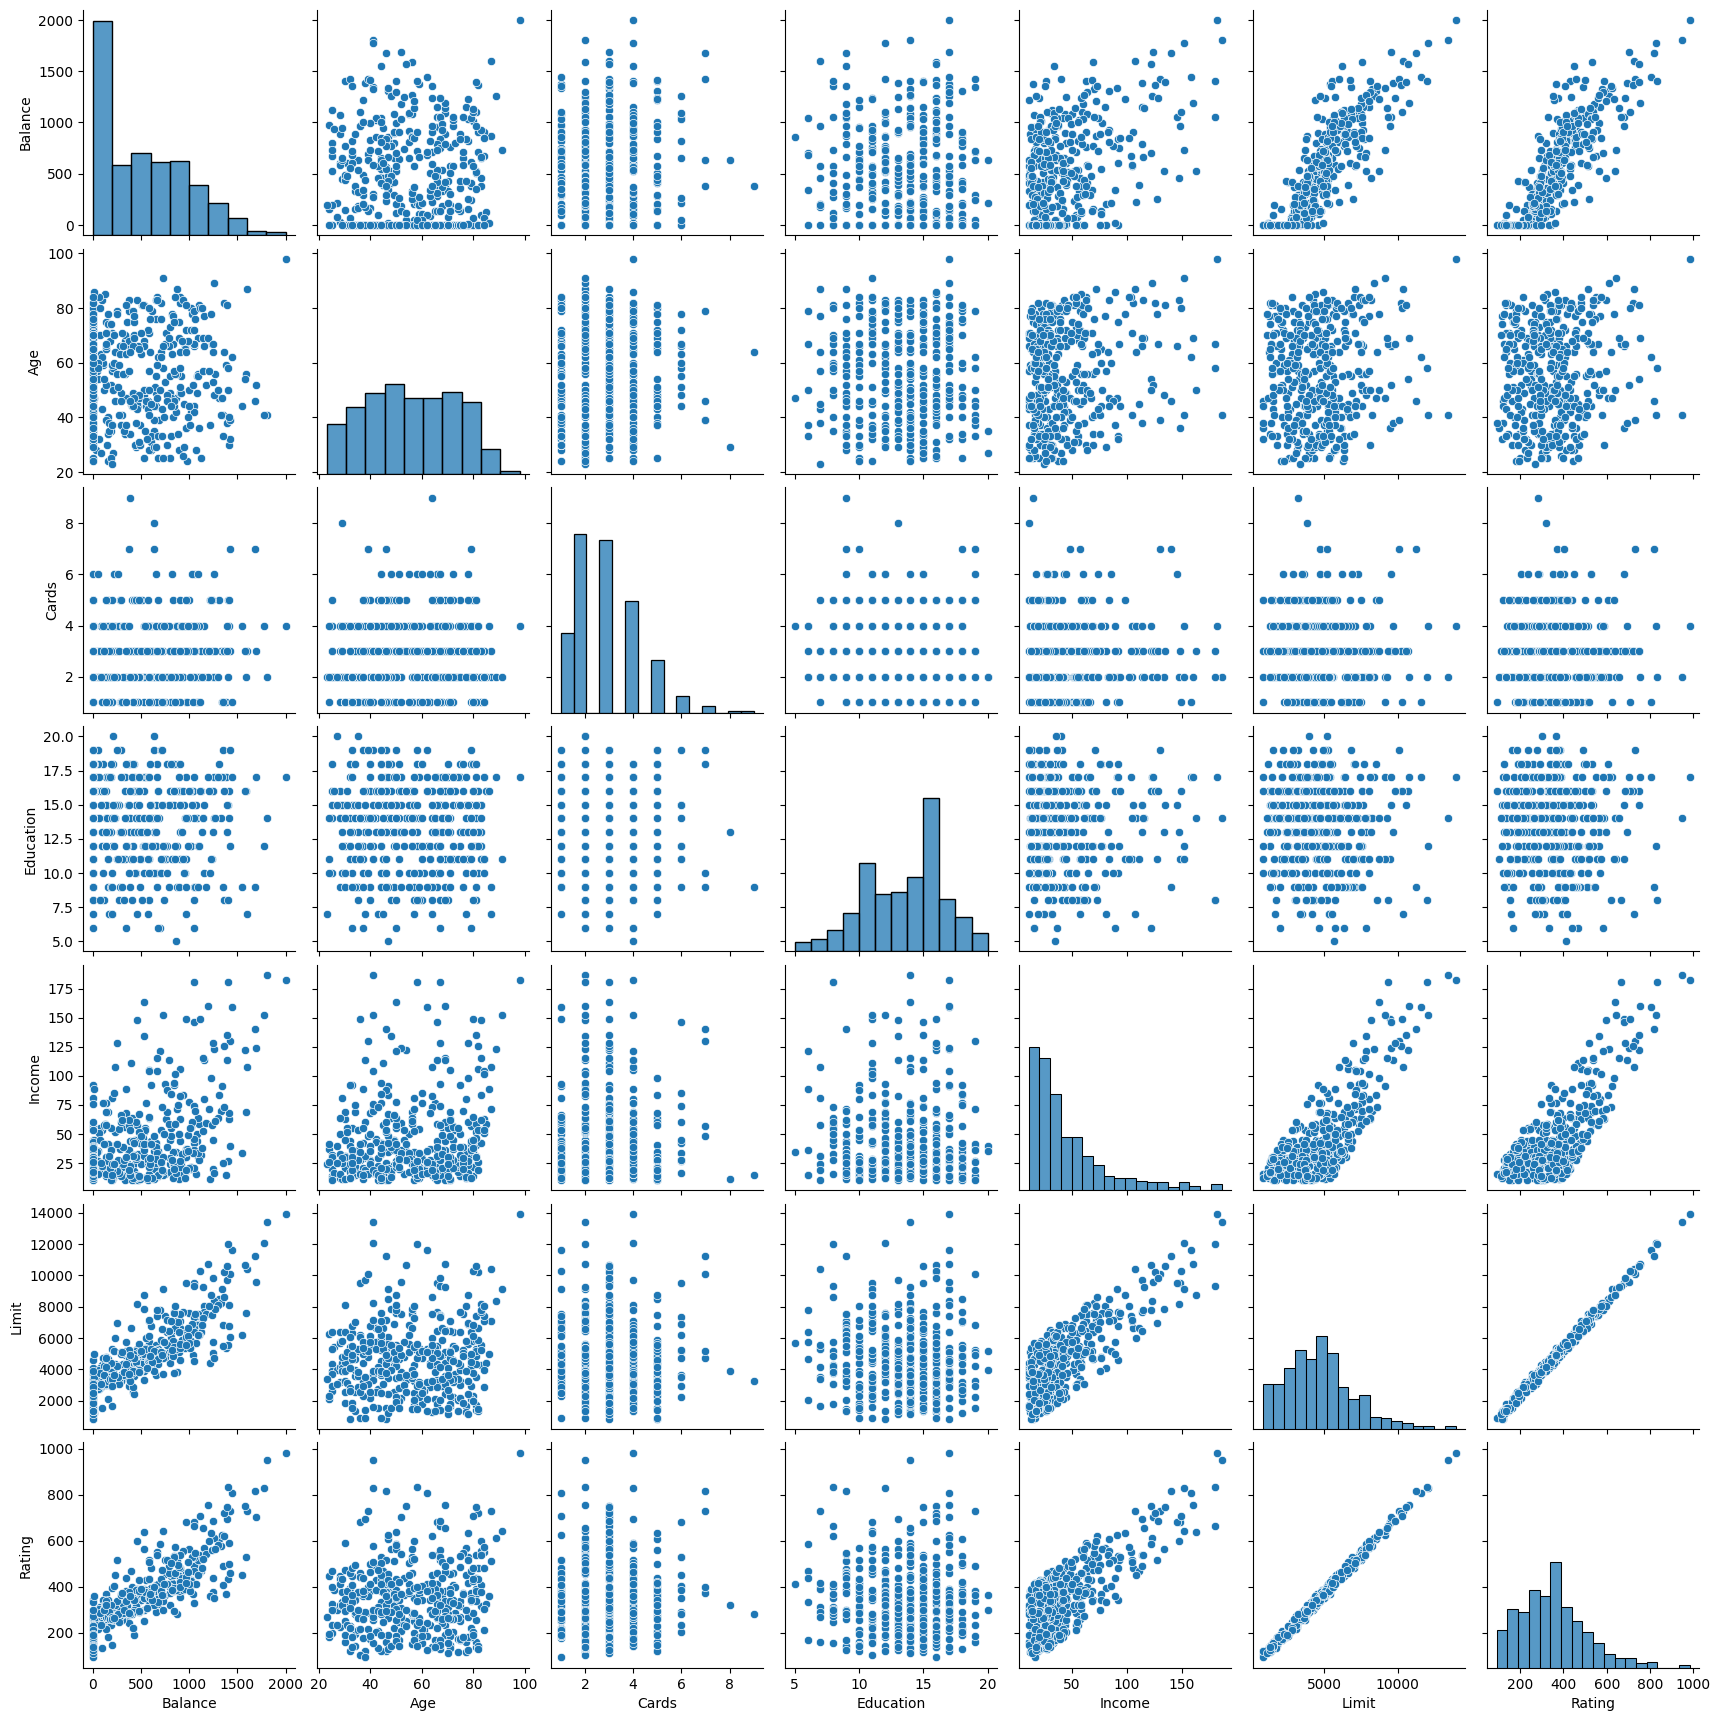 2000
1500
1000
500
0
Balance
100
80
60
40
20
Age
8
6
4
2
Cards
20.0
17.5
15.0
12.5
10.0
7.5
5.0
Education
175
150
125
100
75
50
25
Income
14000
12000
10000
8000
6000
4000
2000
Limit
1000
800
600
400
200
Rating
0 500 1000 1500 2000
20 40 60 80 100
2 4 6 8
5 10 15 20
50 100 150
5000 10000
200 400 600 800 1000
Balance Age Cards Education Income Limit Rating